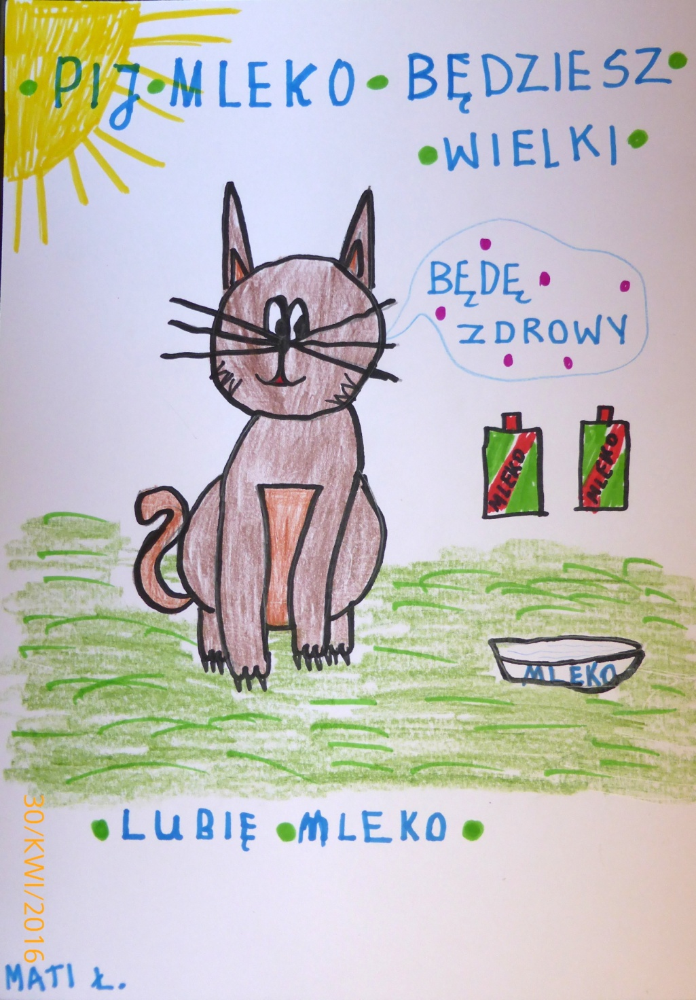 PIJ MLEKO BĘDZIESZ
WIELKI
BĘDĘ
ZDROWY
MLEKO
MLEKO
MLEKO
LUBIĘ MLEKO
30/KWI/2016
MATI Ł.